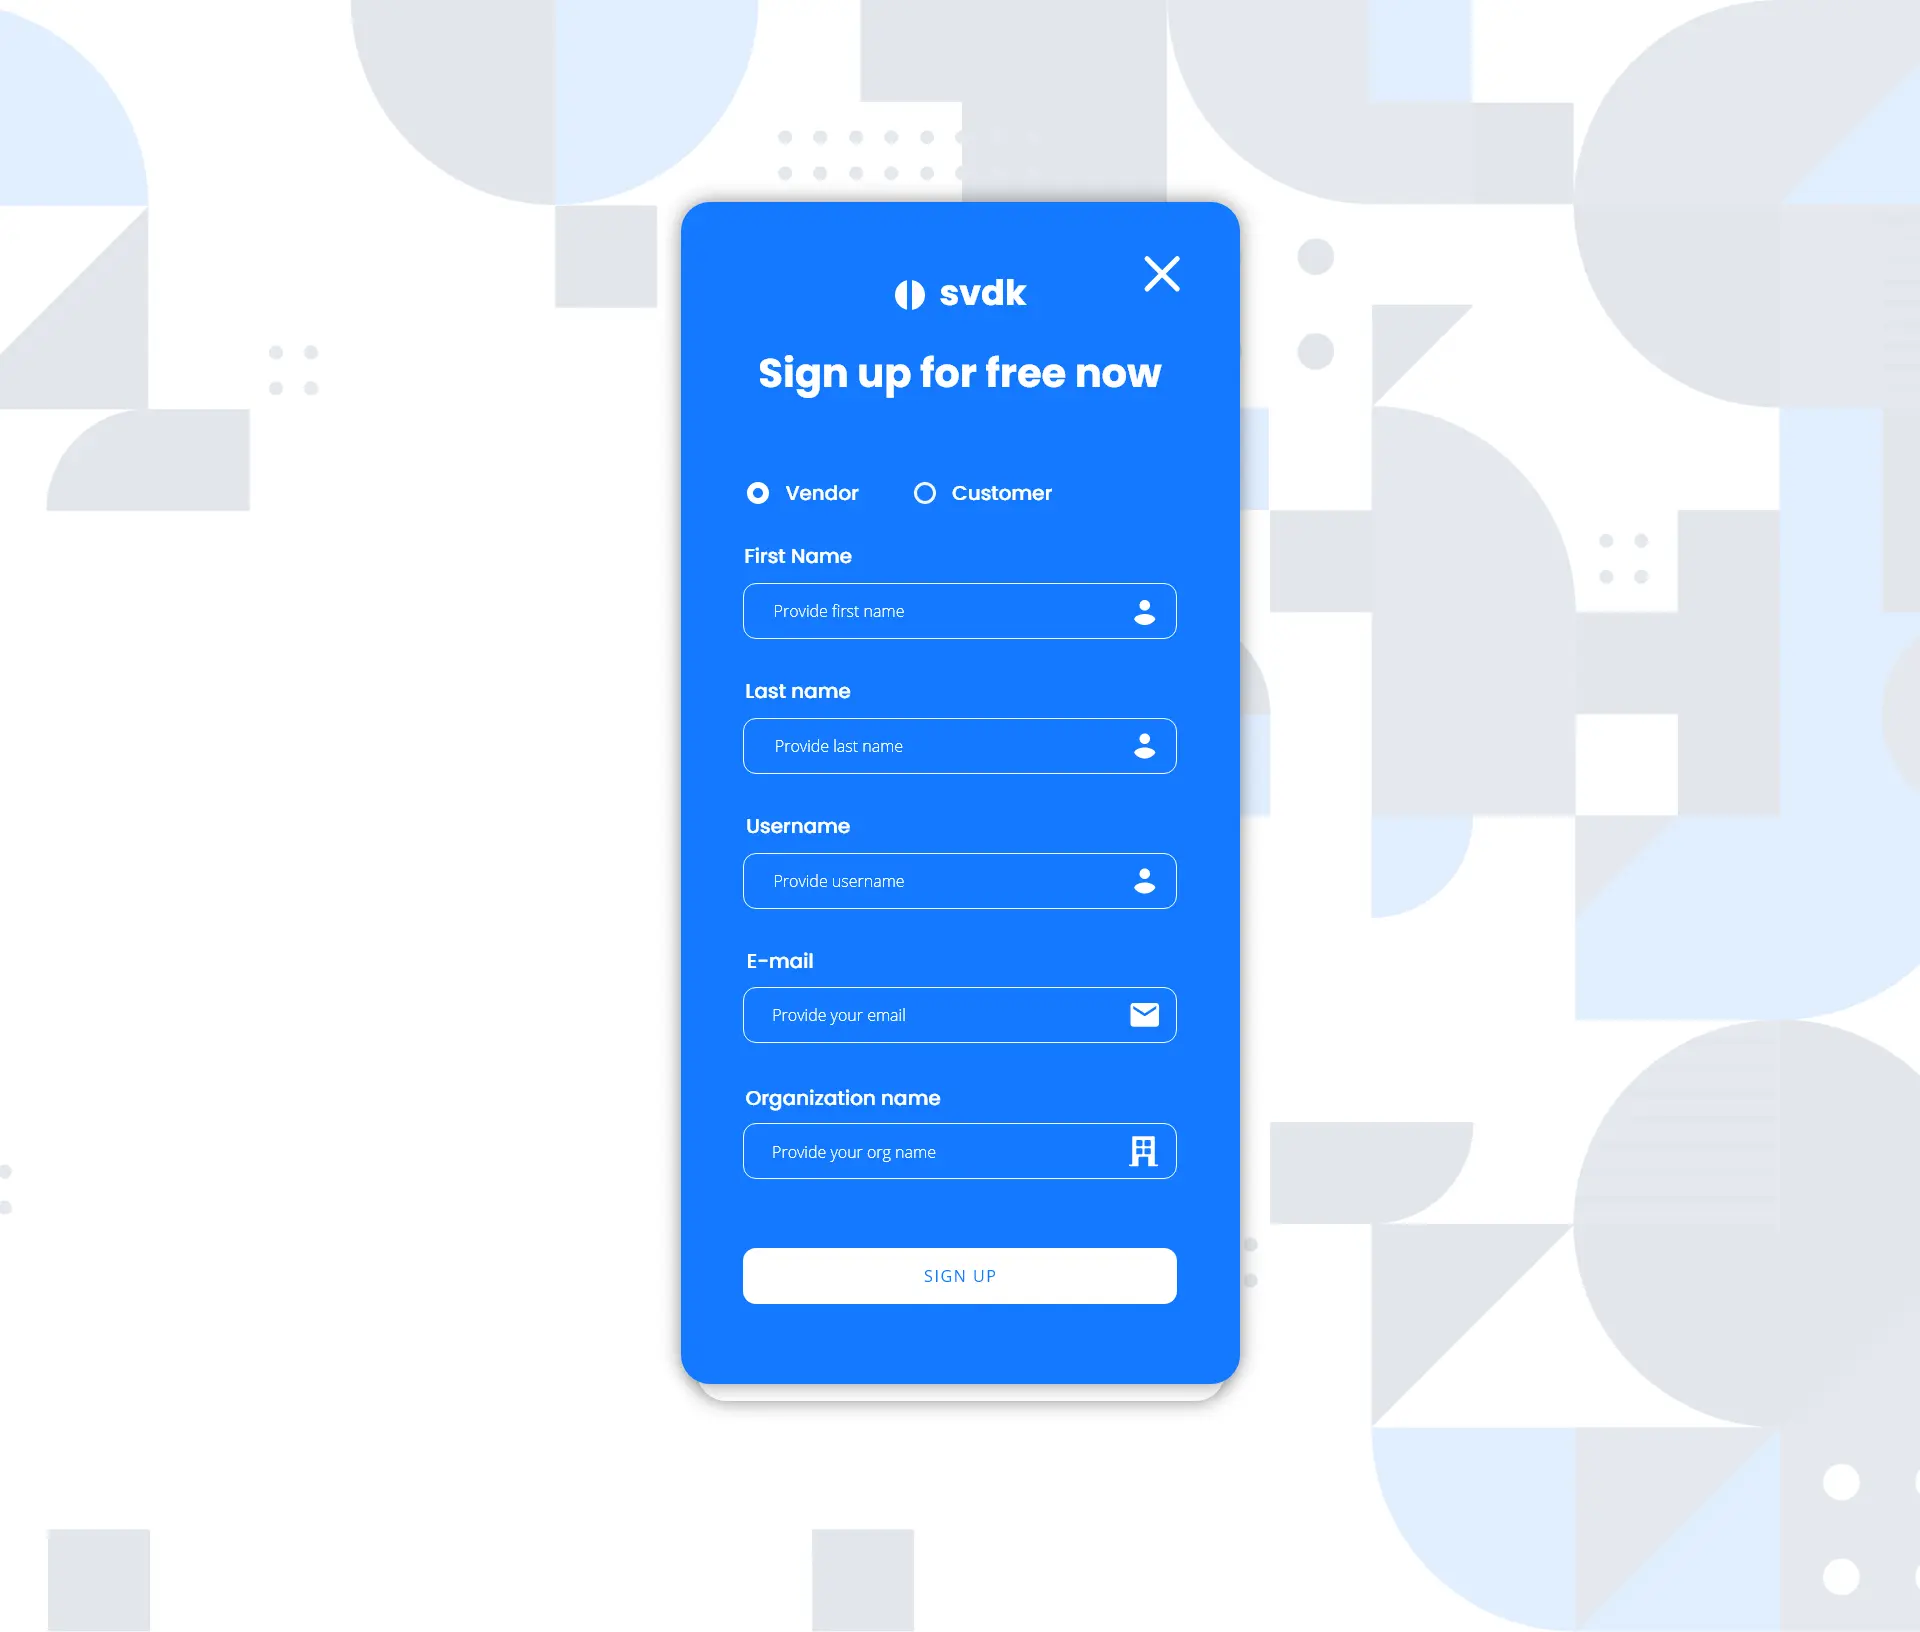 svdk
Sign up for free now
Vendor Customer
First Name
Provide first name
Last name
Provide last name
Username
Provide username
E-mail
Provide your email
Organization name
Provide your org name
SIGN UP